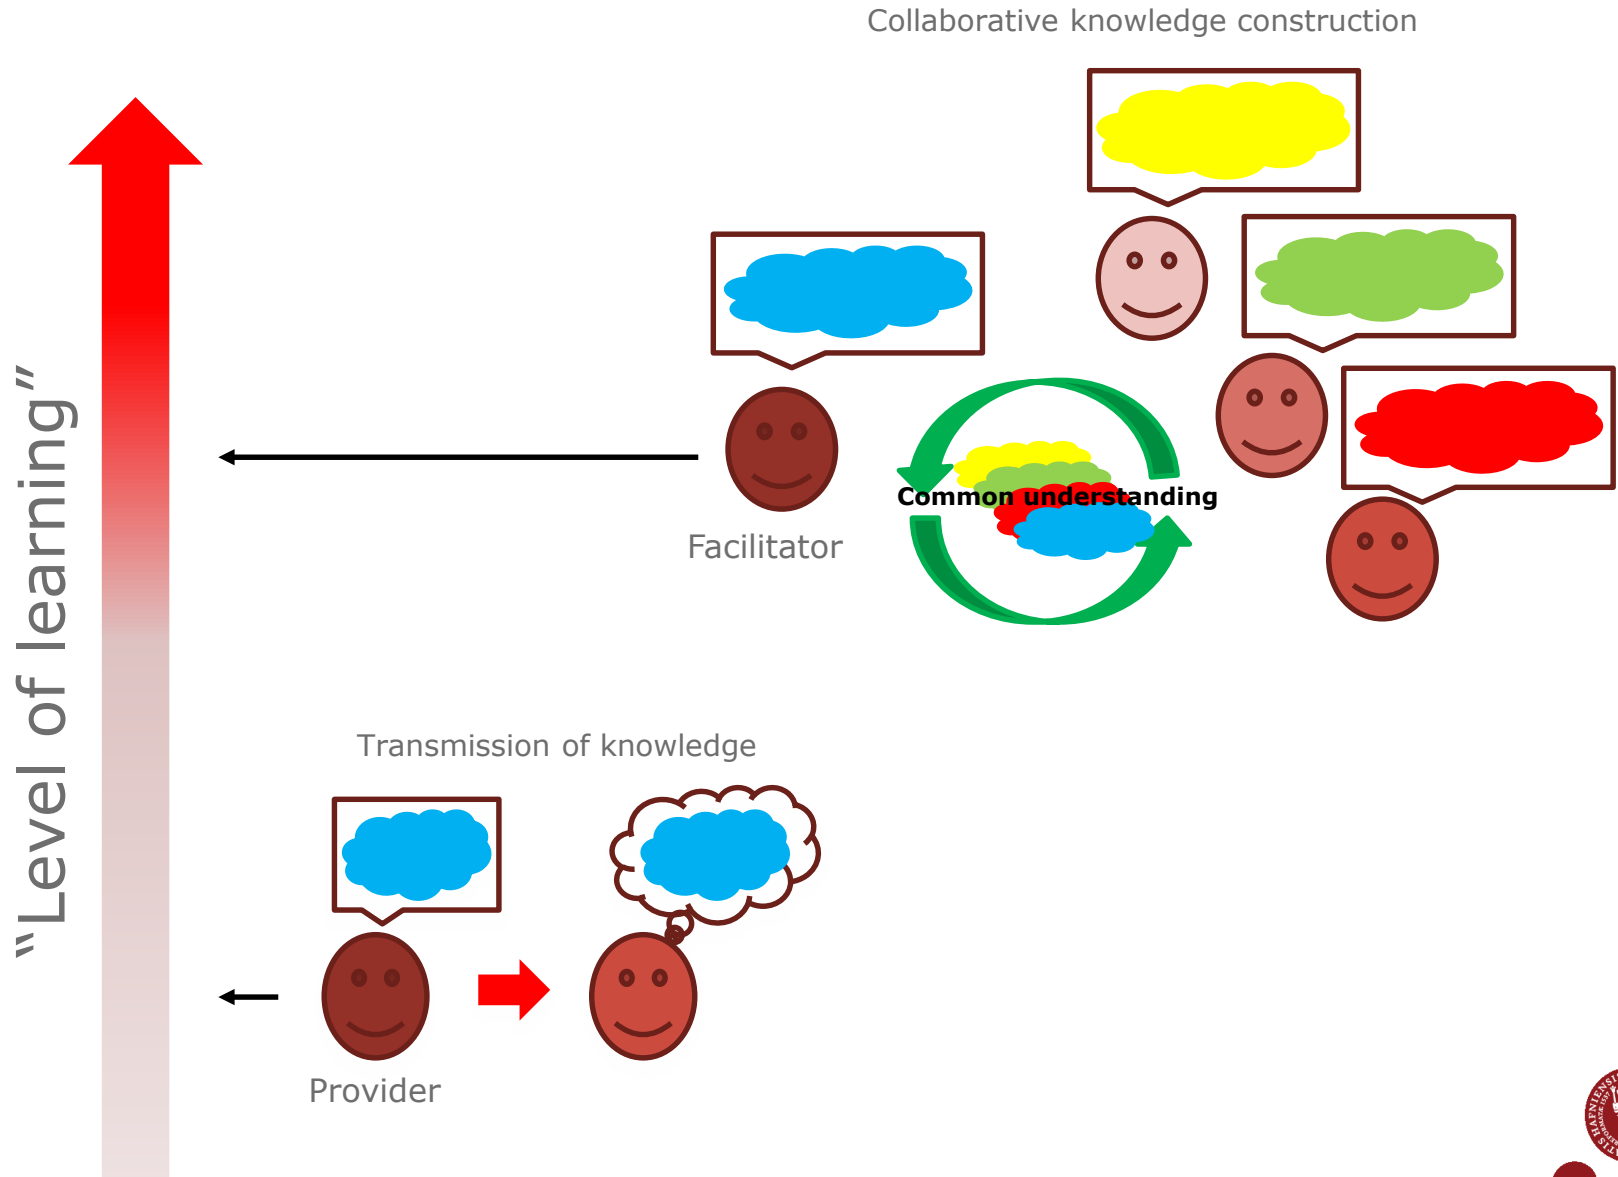 Collaborative knowledge construction
“Level of learning”
Common understanding
Facilitator
Transmission of knowledge
Provider